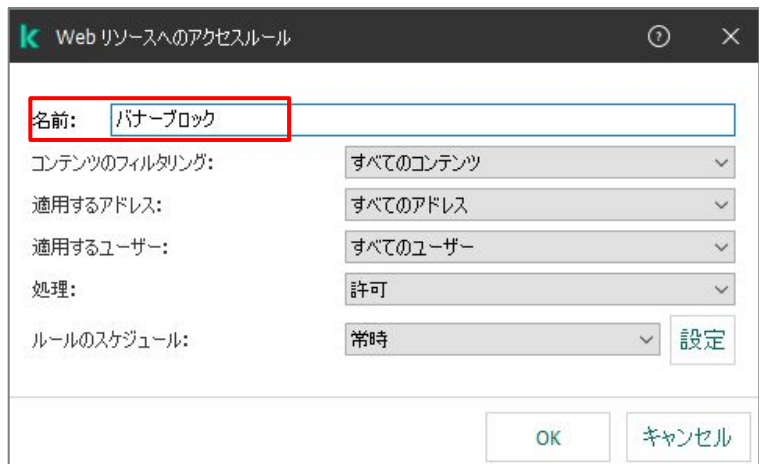 Web リソースへのアクセスルール
名前: バナーブロック
コンテンツのフィルタリング: すべてのコンテンツ
適用するアドレス: すべてのアドレス
適用するユーザー: すべてのユーザー
処理: 許可
ルールのスケジュール: 常時 設定
OK キャンセル